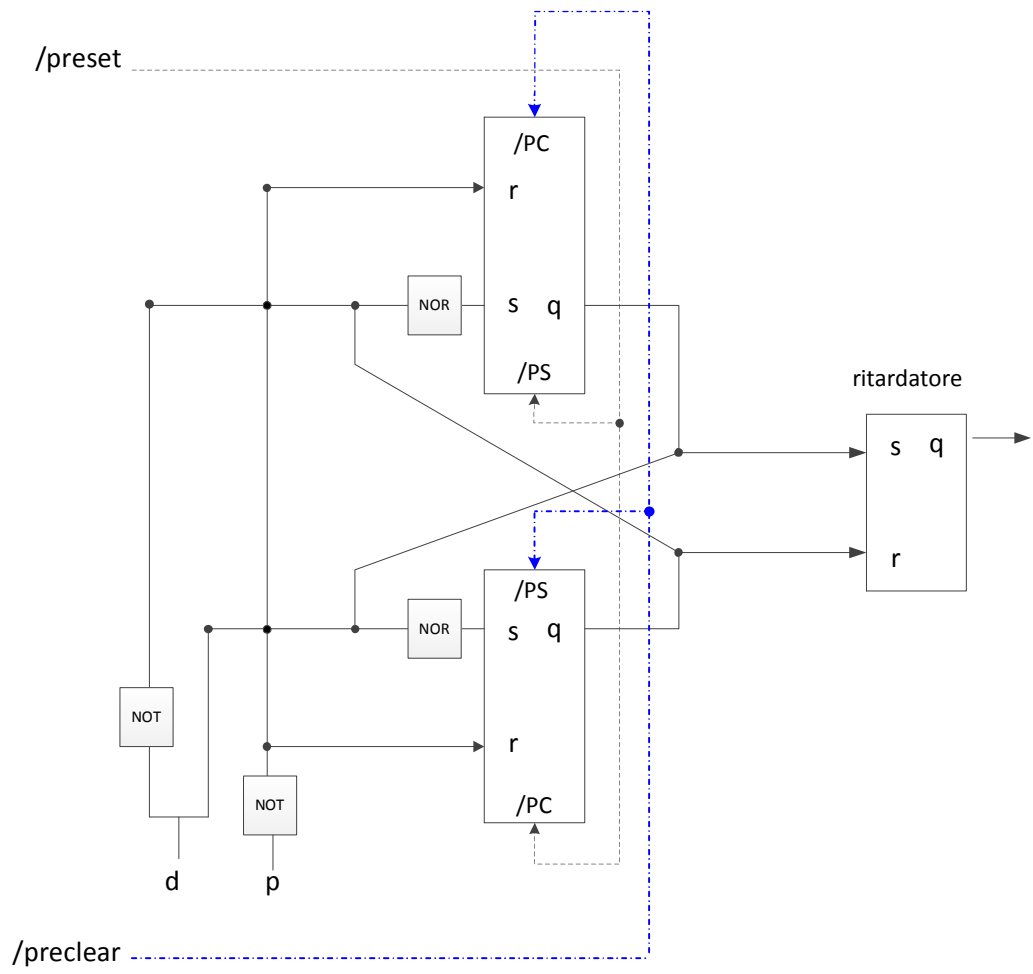 /preset
/PC
r
NOR
s q
/PS
ritardatore
s q
r
/PS
NOR
s q
NOT
r
NOT
/PC
d
p
/preclear